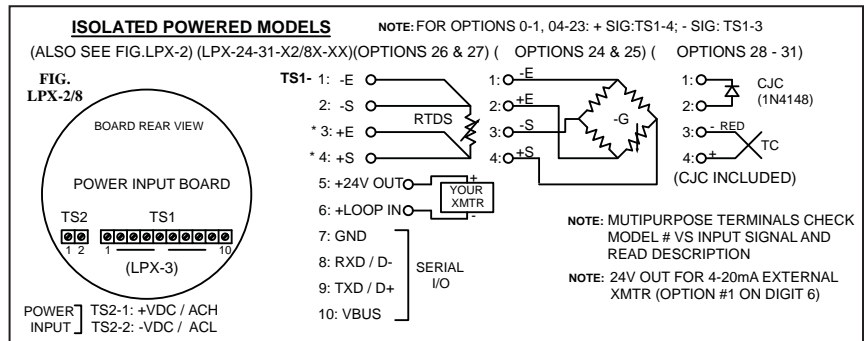 ISOLATED POWERED MODELS NOTE: FOR OPTIONS 0-1, 04-23: + SIG:TS1-4; - SIG: TS1-3
(ALSO SEE FIG.LPX-2) (LPX-24-31-X2/8X-XX)(OPTIONS 26 & 27) ( OPTIONS 24 & 25) ( OPTIONS 28 - 31)
FIG.
LPX-2/8
BOARD REAR VIEW
POWER INPUT BOARD
TS2 TS1
1 2 1 10
(LPX-3)
POWER INPUT
TS2-1: +VDC / ACH
TS2-2: -VDC / ACL
TS1- 1: -E
2: -S
* 3: +E
* 4: +S
RTDS
5: +24V OUT
6: +LOOP IN
+
YOUR
XMTR
-
7: GND
8: RXD / D-
9: TXD / D+
10: VBUS
SERIAL
I/O
1: -E
2: +E
3: -S
4: +S
-G
1:
2:
CJC
(1N4148)
3: - RED
4: +
TC
(CJC INCLUDED)
NOTE: MUTIPURPOSE TERMINALS CHECK
MODEL # VS INPUT SIGNAL AND
READ DESCRIPTION
NOTE: 24V OUT FOR 4-20mA EXTERNAL
XMTR (OPTION #1 ON DIGIT 6)